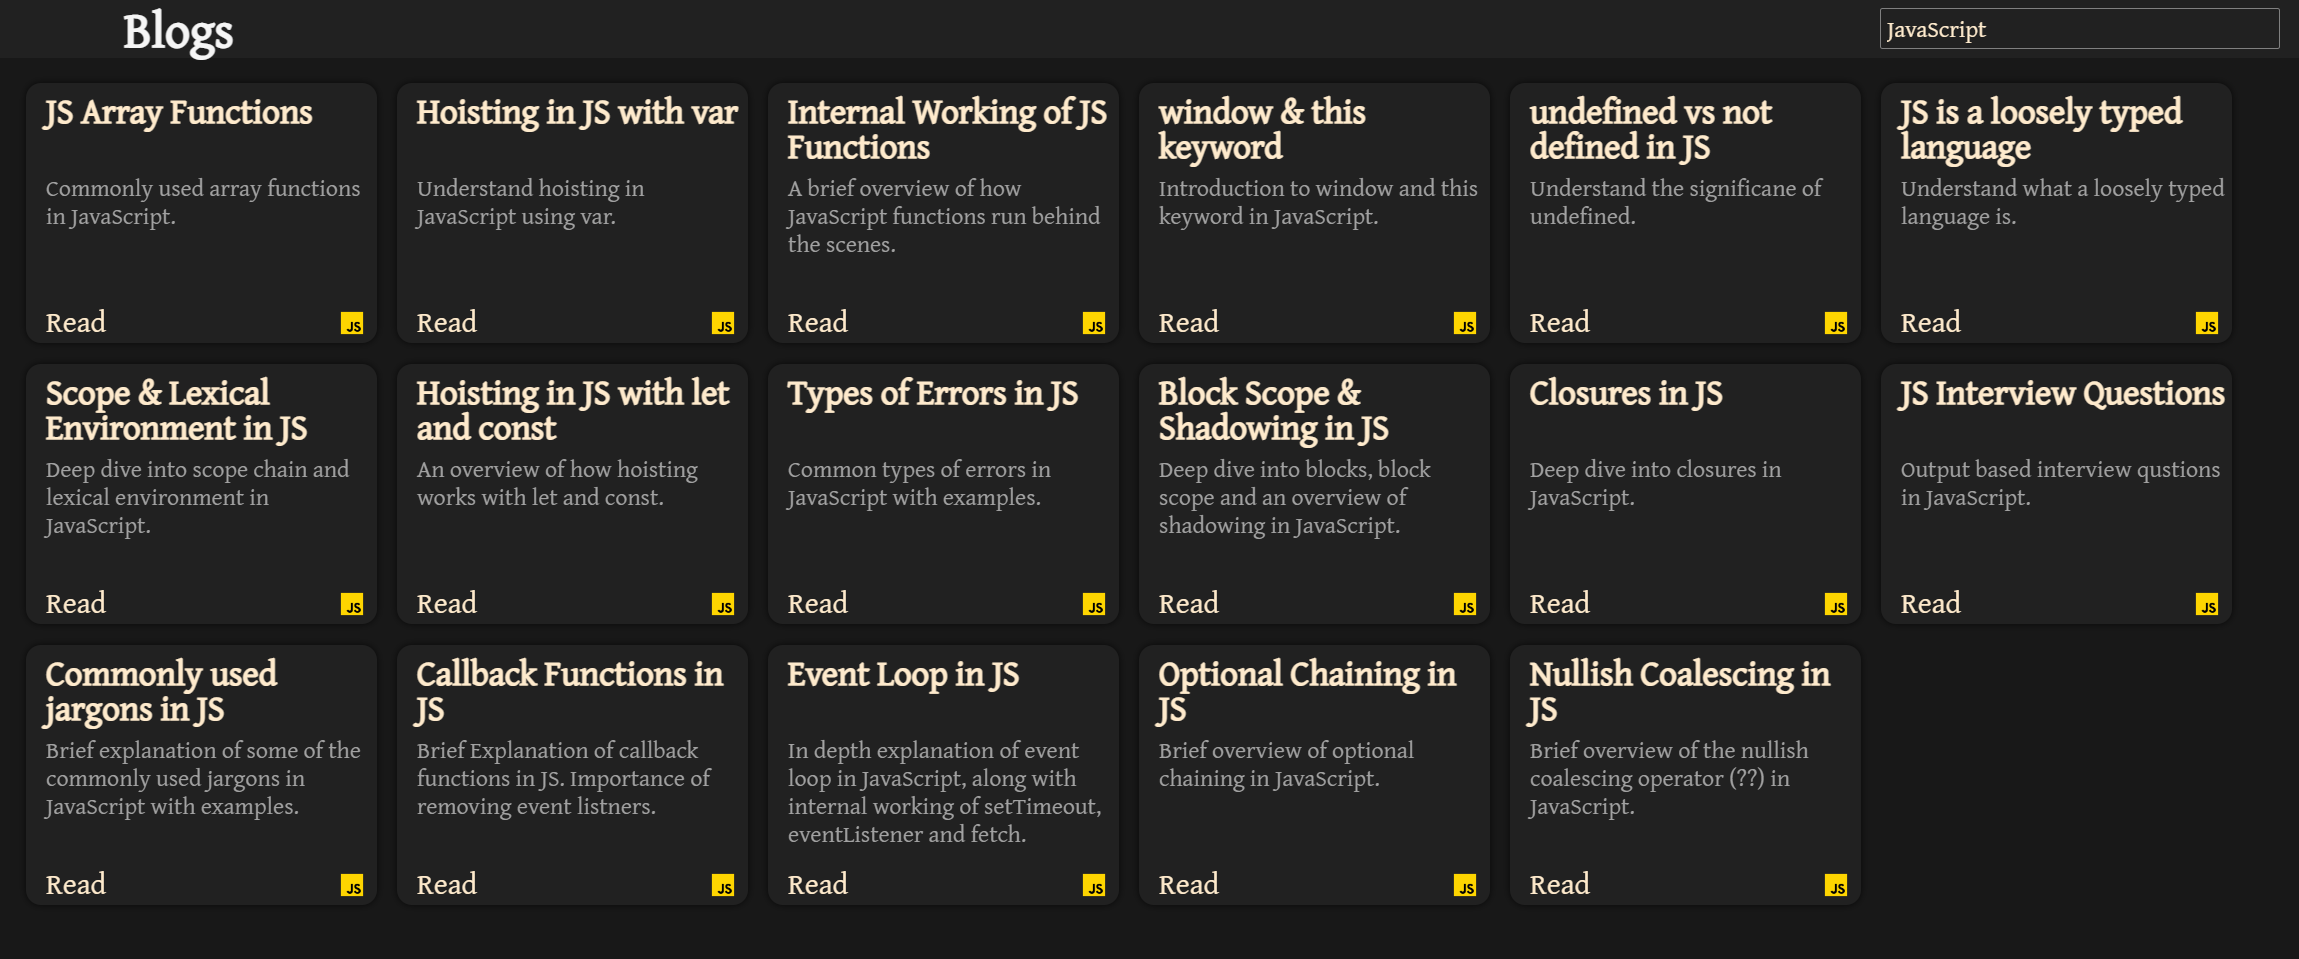 Blogs
JavaScript
JS Array Functions
Commonly used array functions
in JavaScript.
Read
JS
Hoisting in JS with var
Understand hoisting in
JavaScript using var.
Read
JS
Internal Working of JS
Functions
A brief overview of how
JavaScript functions run behind
the scenes.
Read
JS
window & this
keyword
Introduction to window and this
keyword in JavaScript.
Read
JS
undefined vs not
defined in JS
Understand the significane of
undefined.
Read
JS
JS is a loosely typed
language
Understand what a loosely typed
language is.
Read
JS
Scope & Lexical
Environment in JS
Deep dive into scope chain and
lexical environment in
JavaScript.
Read
JS
Hoisting in JS with let
and const
An overview of how hoisting
works with let and const.
Read
JS
Types of Errors in JS
Common types of errors in
JavaScript with examples.
Read
JS
Block Scope &
Shadowing in JS
Deep dive into blocks, block
scope and an overview of
shadowing in JavaScript.
Read
JS
Closures in JS
Deep dive into closures in
JavaScript.
Read
JS
JS Interview Questions
Output based interview qustions
in JavaScript.
Read
JS
Commonly used
jargons in JS
Brief explanation of some of the
commonly used jargons in
JavaScript with examples.
Read
JS
Callback Functions in
JS
Brief Explanation of callback
functions in JS. Importance of
removing event listners.
Read
JS
Event Loop in JS
In depth explanation of event
loop in JavaScript, along with
internal working of setTimeout,
eventListener and fetch.
Read
JS
Optional Chaining in
JS
Brief overview of optional
chaining in JavaScript.
Read
JS
Nullish Coalescing in
JS
Brief overview of the nullish
coalescing operator (??) in
JavaScript.
Read
JS